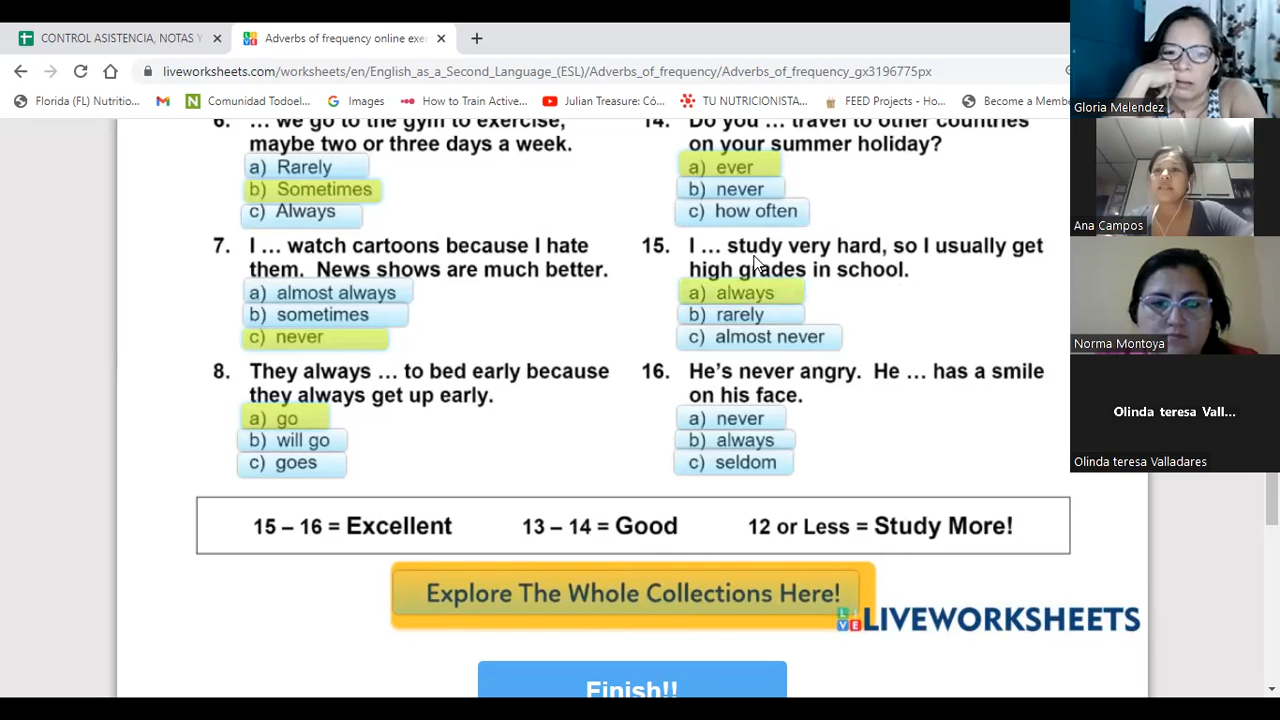 CONTROL ASISTENCIA, NOTAS Y
Adverbs of frequency online exe
liveworksheets.com/worksheets/en/English_as_a_Second_Language_(ESL)/Adverbs_of_frequency/Adverbs_of_frequency_gx3196775px
Florida (FL) Nutritio...
Comunidad Todoel...
Images
How to Train Active...
Julian Treasure: Có...
TU NUTRICIONISTA...
FEED Projects - Ho...
Become a Membe
6. ... we go to the gym to exercise,
maybe two or three days a week.
a) Rarely
b) Sometimes
c) Always
7. I ... watch cartoons because I hate
them. News shows are much better.
a) almost always
b) sometimes
c) never
8. They always ... to bed early because
they always get up early.
a) go
b) will go
c) goes
14. Do you ... travel to other countries
on your summer holiday?
a) ever
b) never
c) how often
15. I ... study very hard, so I usually get
high grades in school.
a) always
b) rarely
c) almost never
16. He's never angry. He ... has a smile
on his face.
a) never
b) always
c) seldom
15 – 16 = Excellent 13 – 14 = Good 12 or Less = Study More!
Explore The Whole Collections Here!
LIVE LIVEWORKSHEETS
Finish!!
Gloria Melendez
Ana Campos
Norma Montoya
Olinda teresa Vall...
Olinda teresa Valladares